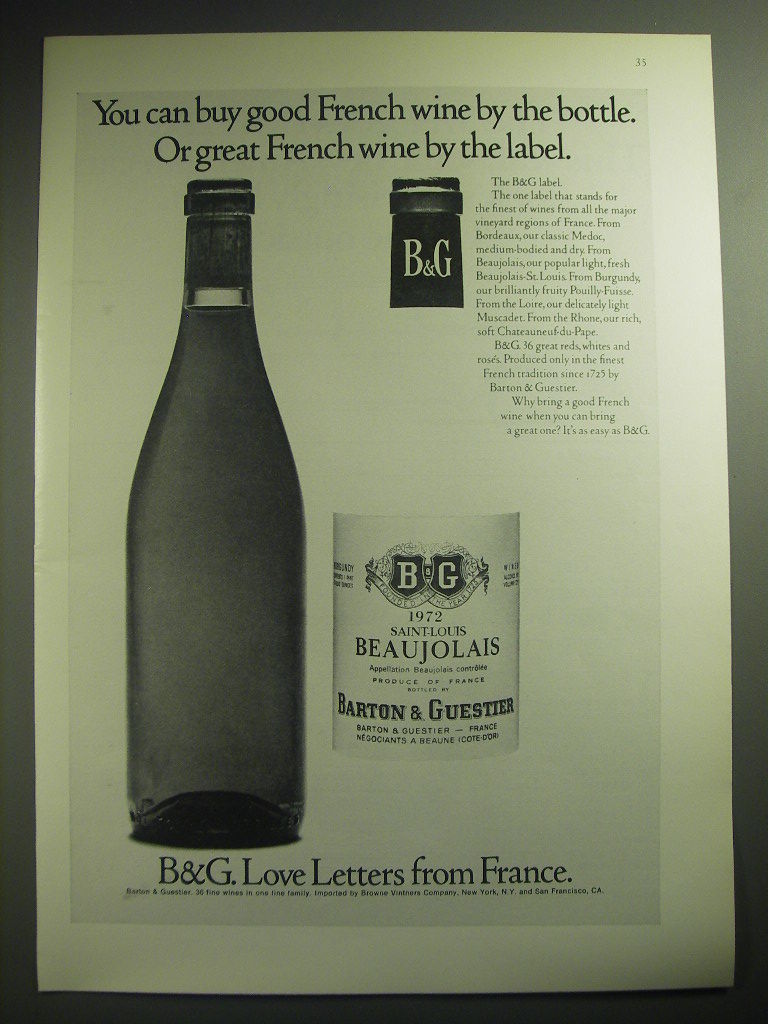 35
You can buy good French wine by the bottle.
Or great French wine by the label.
The B&G label.
The one label that stands for
the finest of wines from all the major
vineyard regions of France. From
Bordeaux, our classic Medoc,
medium-bodied and dry. From
Beaujolais, our popular light, fresh
Beaujolais-St. Louis. From Burgundy,
our brilliantly fruity Pouilly-Fuisse.
From the Loire, our delicately light
Muscadet. From the Rhone, our rich,
soft Chateauneuf-du-Pape.
B&G. 36 great reds, whites and
rosés. Produced only in the finest
French tradition since 1725 by
Barton & Guestier.
Why bring a good French
wine when you can bring
a great one? It's as easy as B&G.
B&G
B&G
FOUNDED IN THE YEAR 1725
1972
SAINT-LOUIS
BEAUJOLAIS
Appellation Beaujolais contrôlée
PRODUCE OF FRANCE
BOTTLED BY
BARTON & GUESTIER
BARTON & GUESTIER — FRANCE
NÉGOCIANTS A BEAUNE (COTE-D'OR)
B&G. Love Letters from France.
Barton & Guestier. 36 fine wines in one fine family. Imported by Browne Vintners Company, New York, N.Y. and San Francisco, CA.